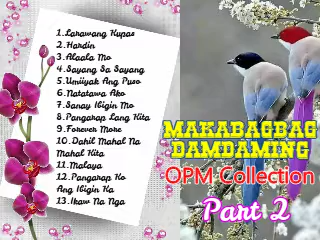 1.Larawang Kupas
2.Hardin
3.Alaala Mo
4.Sayang Sa Sayang
5.Umiiyak Ang Puso
6.Natatawa Ako
7.Sanay Ibigin Mo
8.Pangarap Lang Kita
9.Forever More
10.Dahil Mahal Na
Mahal Kita
11.Malaya
12.Pangarap Ko
Ang Ibigin Ka
13.Ikaw Na Nga
MAKABAGBAG
DAMDAMING
OPM Collection
Part 2